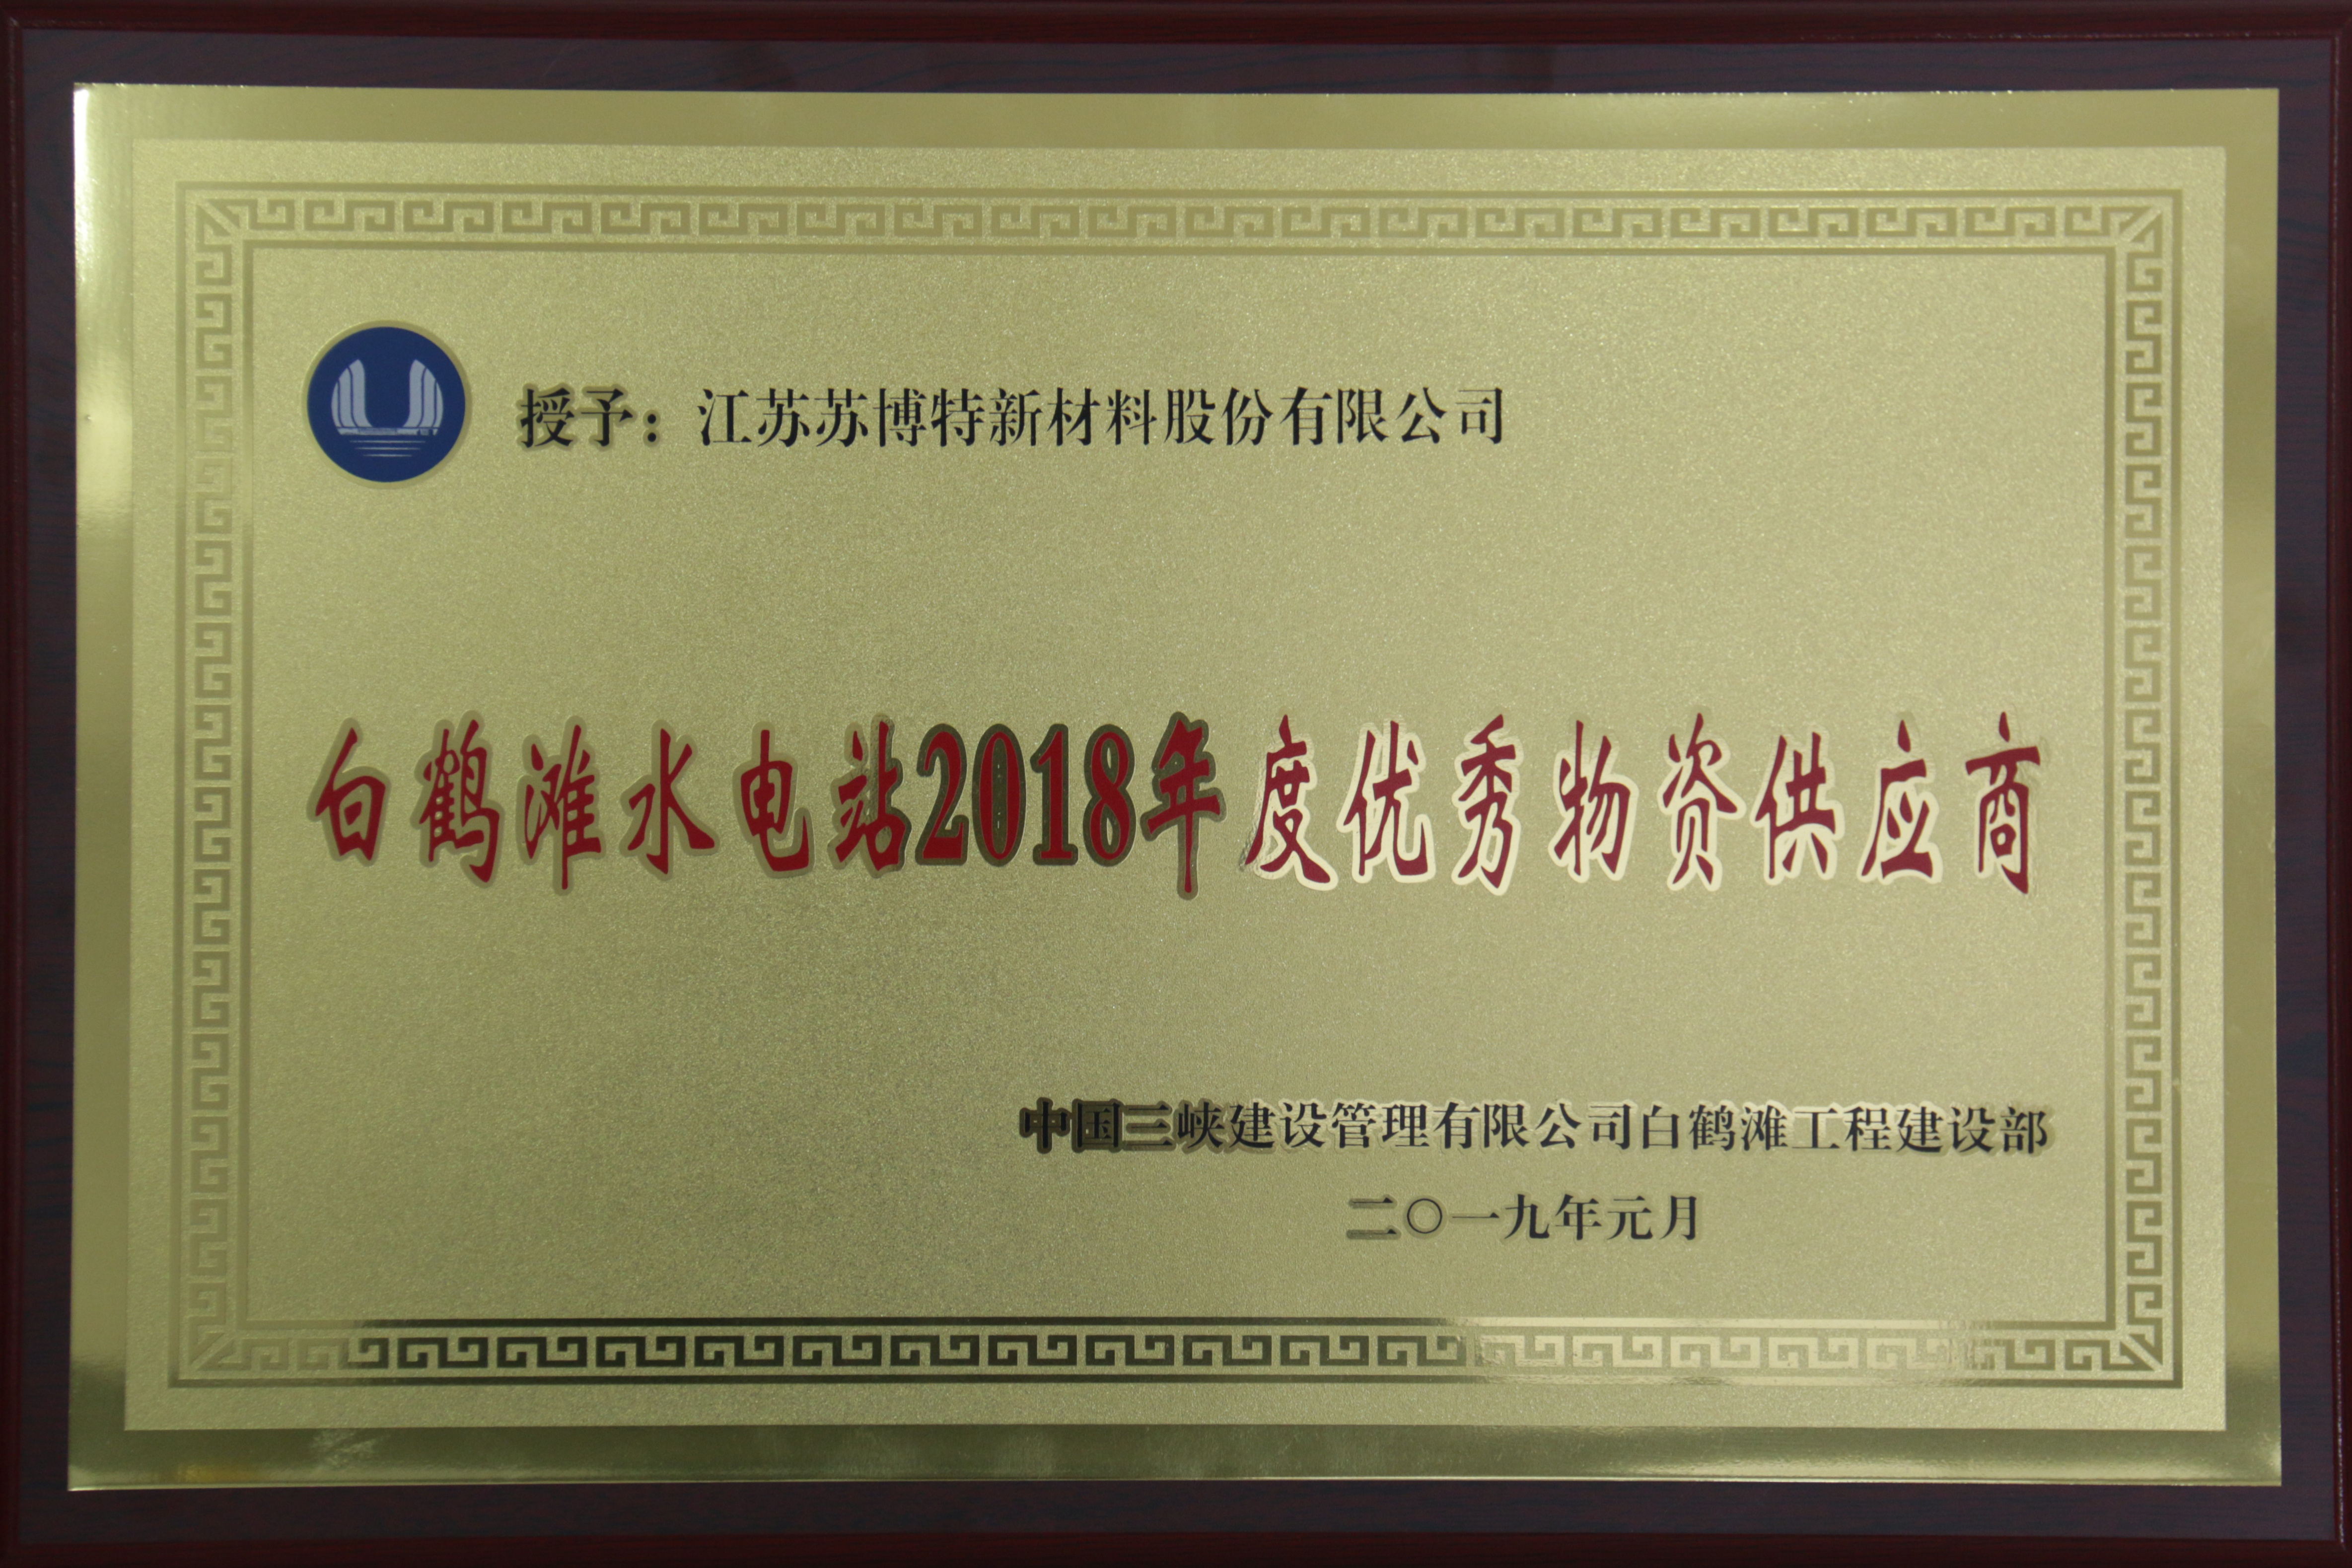 授予：江苏苏博特新材料股份有限公司
白鹤滩水电站2018年度优秀物资供应商
中国三峡建设管理有限公司白鹤滩工程建设部
二〇一九年元月